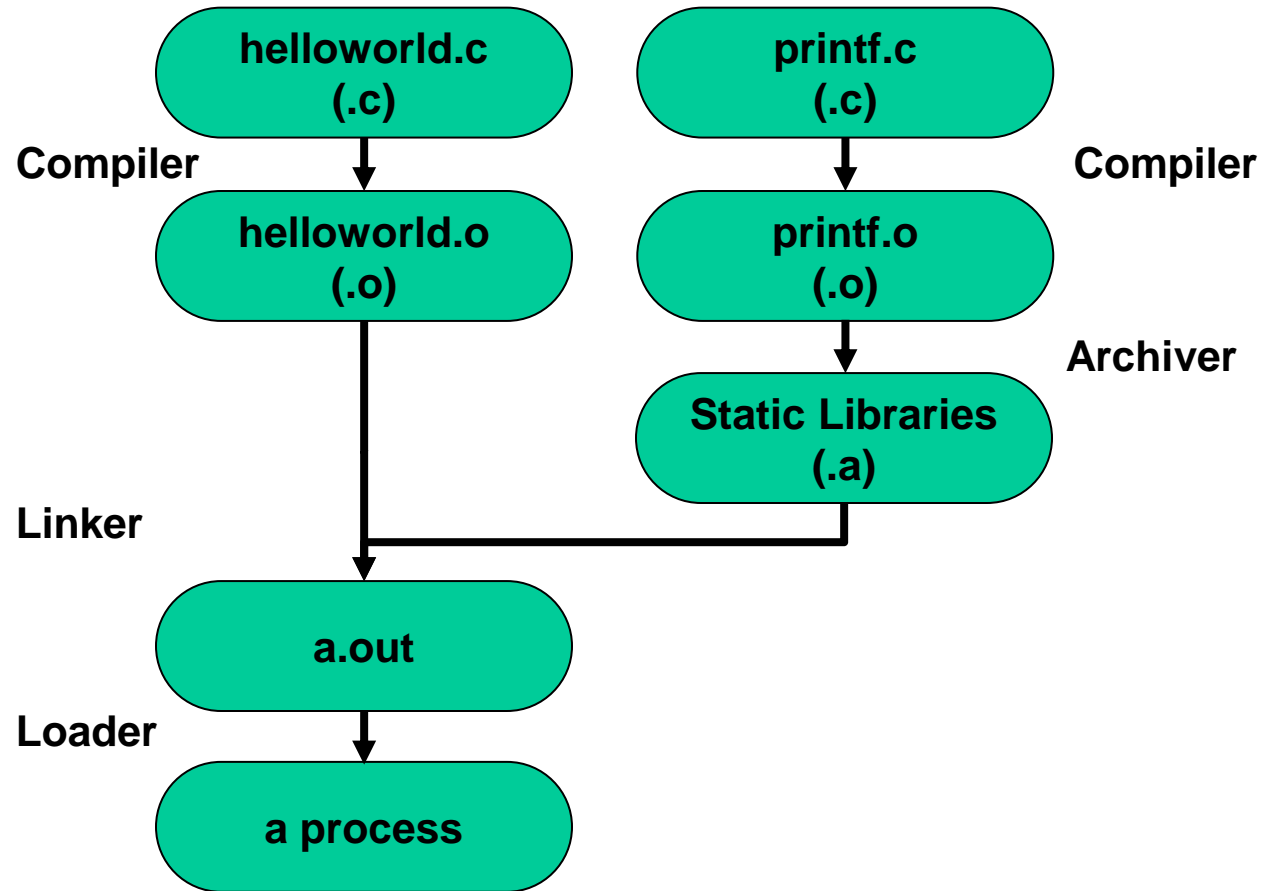 helloworld.c
(.c)
printf.c
(.c)
Compiler
Compiler
helloworld.o
(.o)
printf.o
(.o)
Archiver
Static Libraries
(.a)
Linker
a.out
Loader
a process